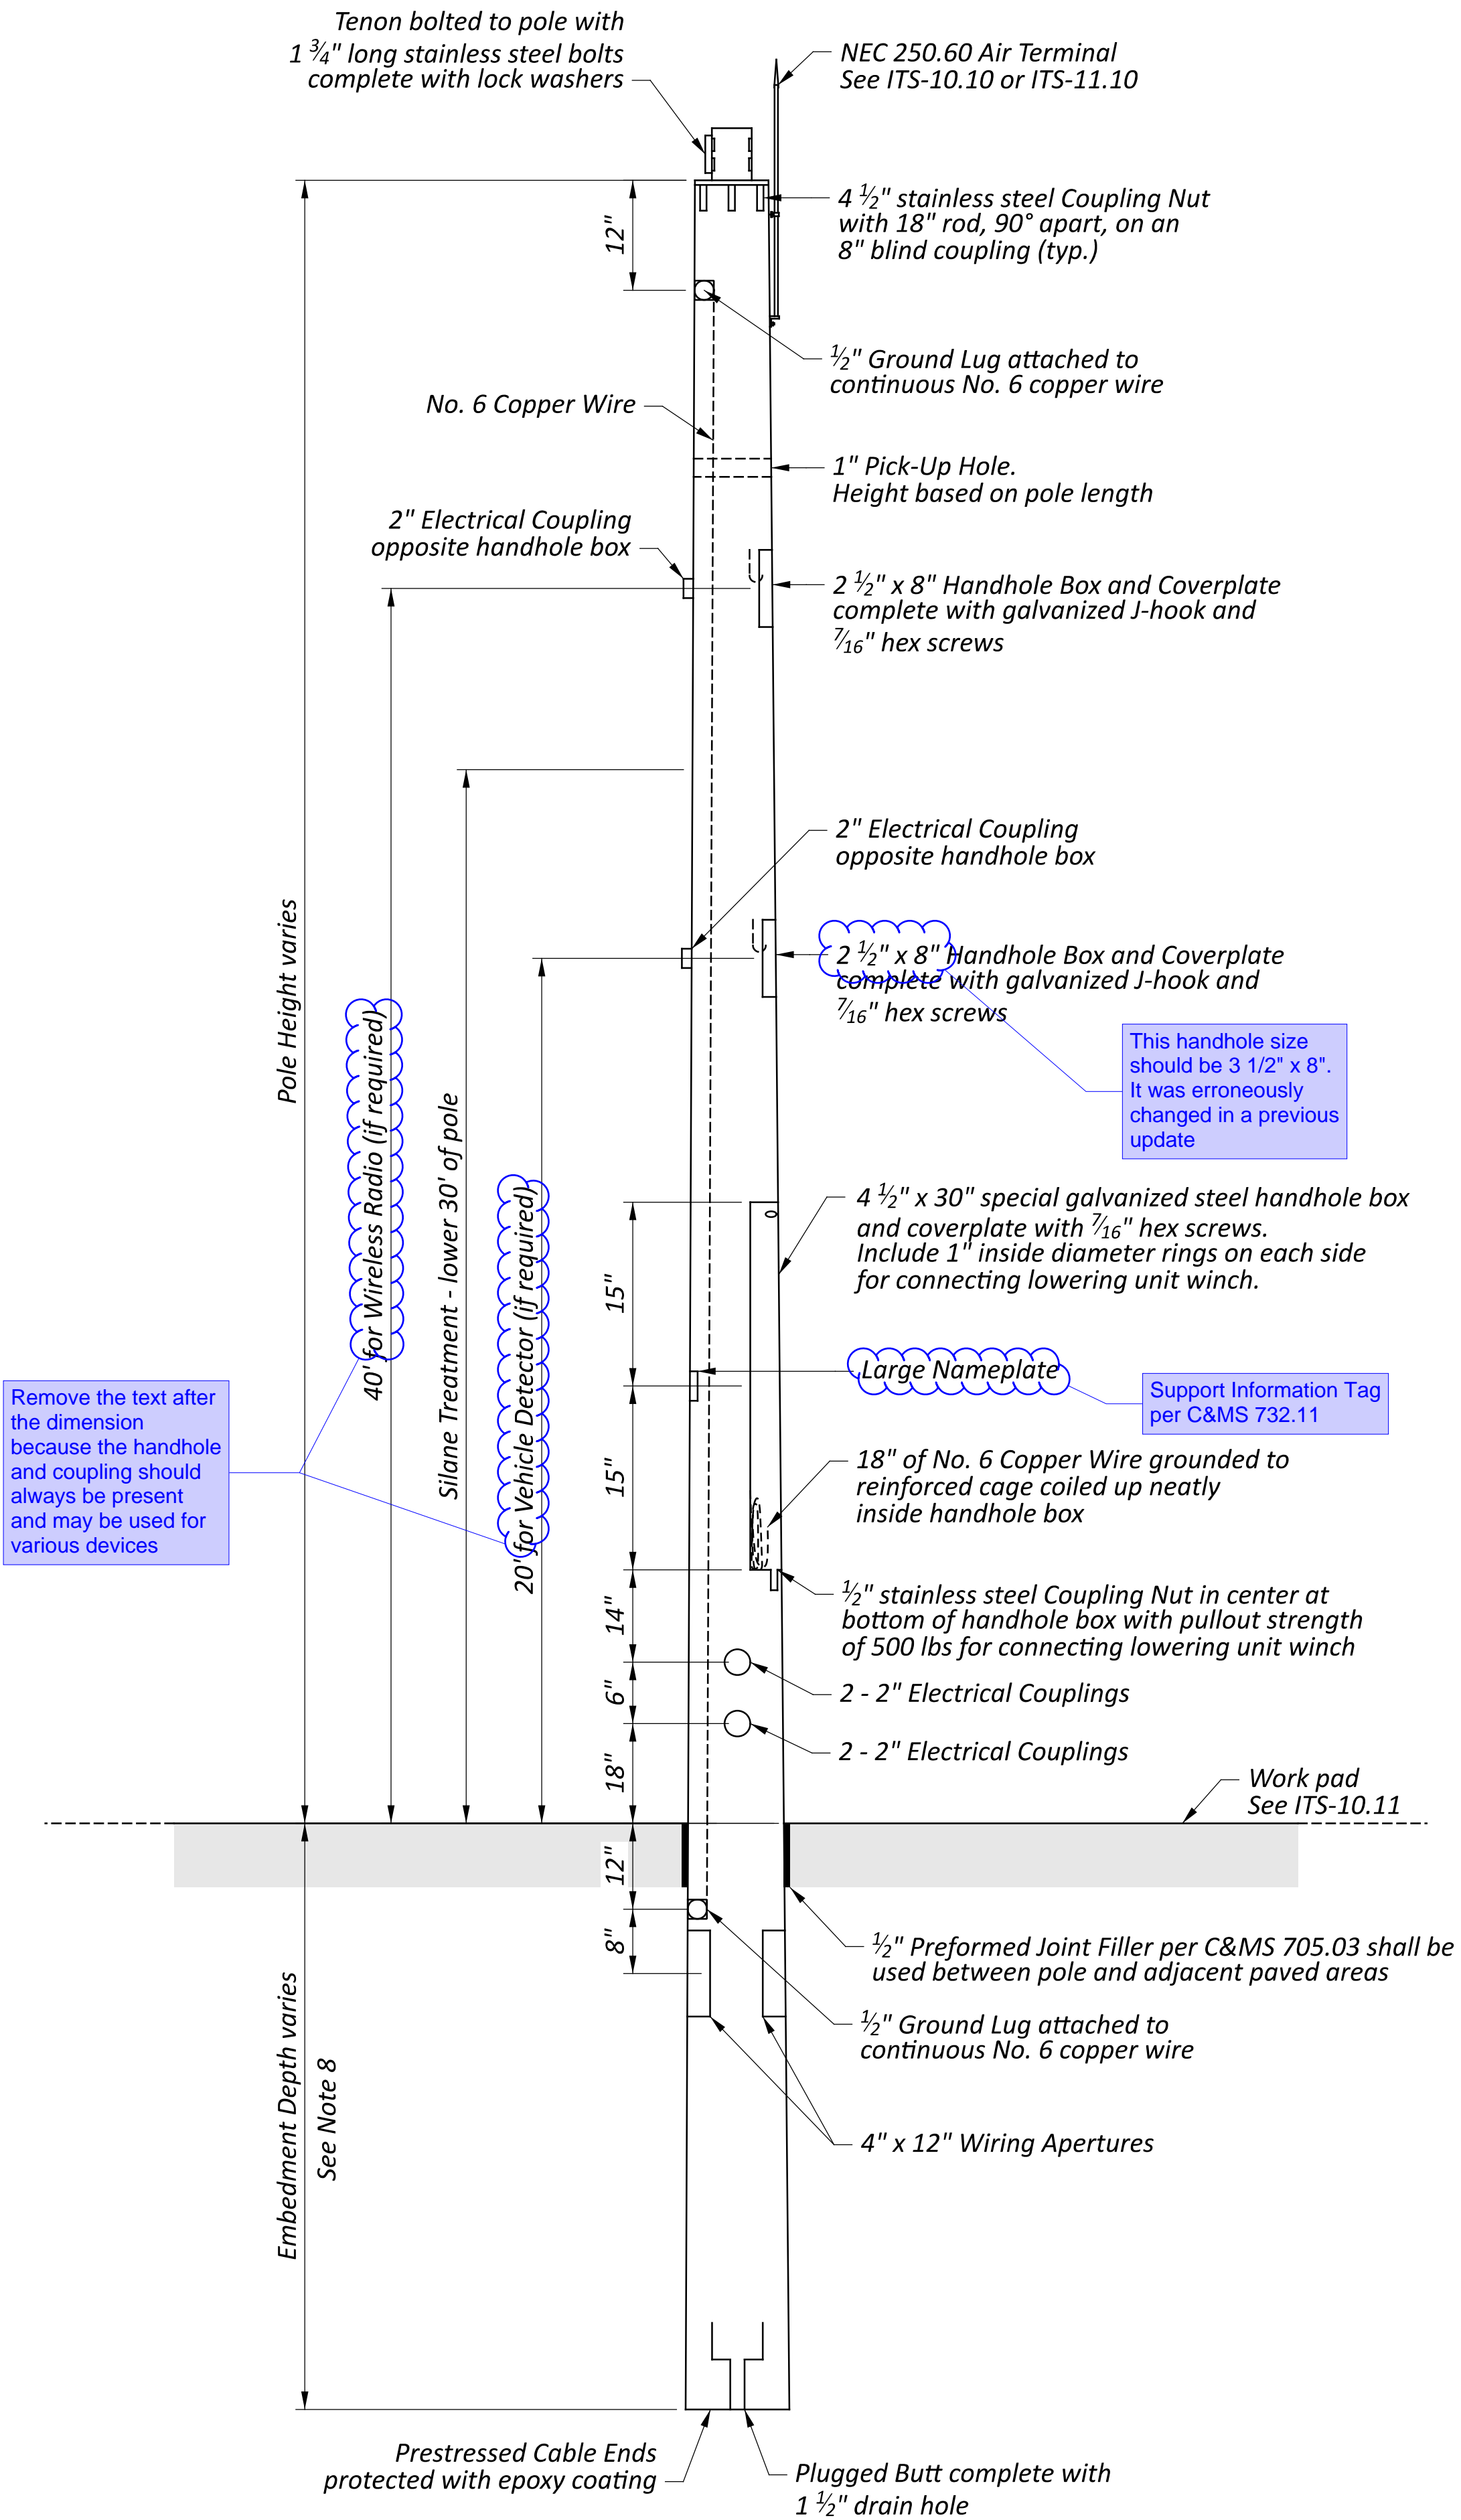 Tenon bolted to pole with
1 3/4" long stainless steel bolts
complete with lock washers
NEC 250.60 Air Terminal
See ITS-10.10 or ITS-11.10
4 1/2" stainless steel Coupling Nut
with 18" rod, 90° apart, on an
8" blind coupling (typ.)
12"
1/2" Ground Lug attached to
continuous No. 6 copper wire
No. 6 Copper Wire
1" Pick-Up Hole.
Height based on pole length
2" Electrical Coupling
opposite handhole box
2 1/2" x 8" Handhole Box and Coverplate
complete with galvanized J-hook and
7/16" hex screws
2" Electrical Coupling
opposite handhole box
2 1/2" x 8" Handhole Box and Coverplate
complete with galvanized J-hook and
7/16" hex screws
This handhole size
should be 3 1/2" x 8".
It was erroneously
changed in a previous
update
Pole Height varies
40' for Wireless Radio (if required)
Silane Treatment - lower 30' of pole
20' for Vehicle Detector (if required)
15"
4 1/2" x 30" special galvanized steel handhole box
and coverplate with 7/16" hex screws.
Include 1" inside diameter rings on each side
for connecting lowering unit winch.
Large Nameplate
Support Information Tag
per C&MS 732.11
Remove the text after
the dimension
because the handhole
and coupling should
always be present
and may be used for
various devices
15"
18" of No. 6 Copper Wire grounded to
reinforced cage coiled up neatly
inside handhole box
14"
1/2" stainless steel Coupling Nut in center at
bottom of handhole box with pullout strength
of 500 lbs for connecting lowering unit winch
6"
2 - 2" Electrical Couplings
18"
2 - 2" Electrical Couplings
Work pad
See ITS-10.11
12"
8"
1/2" Preformed Joint Filler per C&MS 705.03 shall be
used between pole and adjacent paved areas
1/2" Ground Lug attached to
continuous No. 6 copper wire
Embedment Depth varies
See Note 8
4" x 12" Wiring Apertures
Prestressed Cable Ends
protected with epoxy coating
Plugged Butt complete with
1 1/2" drain hole